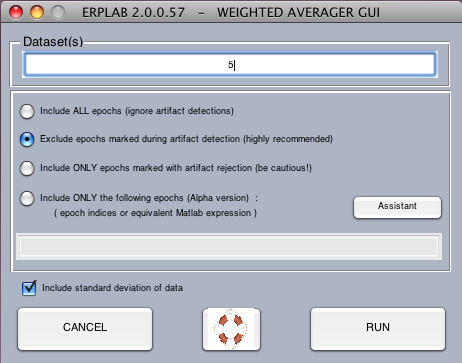 ERPLAB 2.0.0.57 - WEIGHTED AVERAGER GUI
Dataset(s)
5
Include ALL epochs (ignore artifact detections)
Exclude epochs marked during artifact detection (highly recommended)
Include ONLY epochs marked with artifact rejection (be cautious!)
Include ONLY the following epochs (Alpha version) :
( epoch indices or equivalent Matlab expression )
Assistant
Include standard deviation of data
CANCEL
RUN